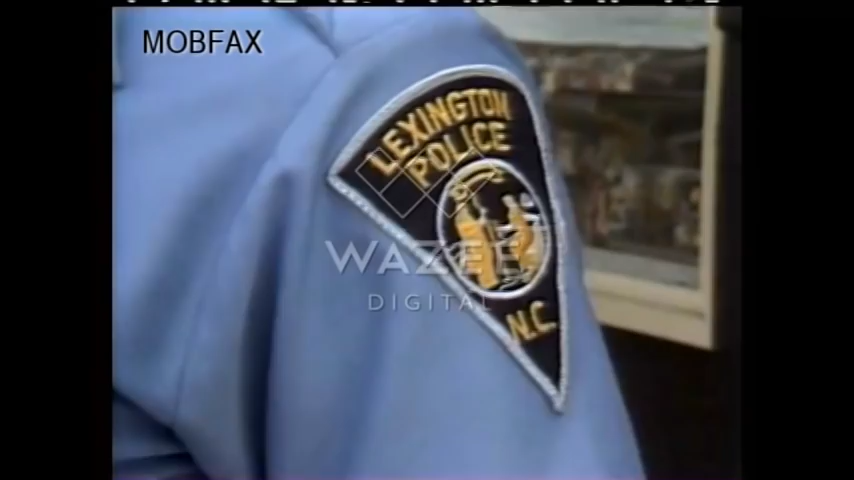 MOBFAX
LEXINGTON
POLICE
WAZEE
DIGITAL
N.C.